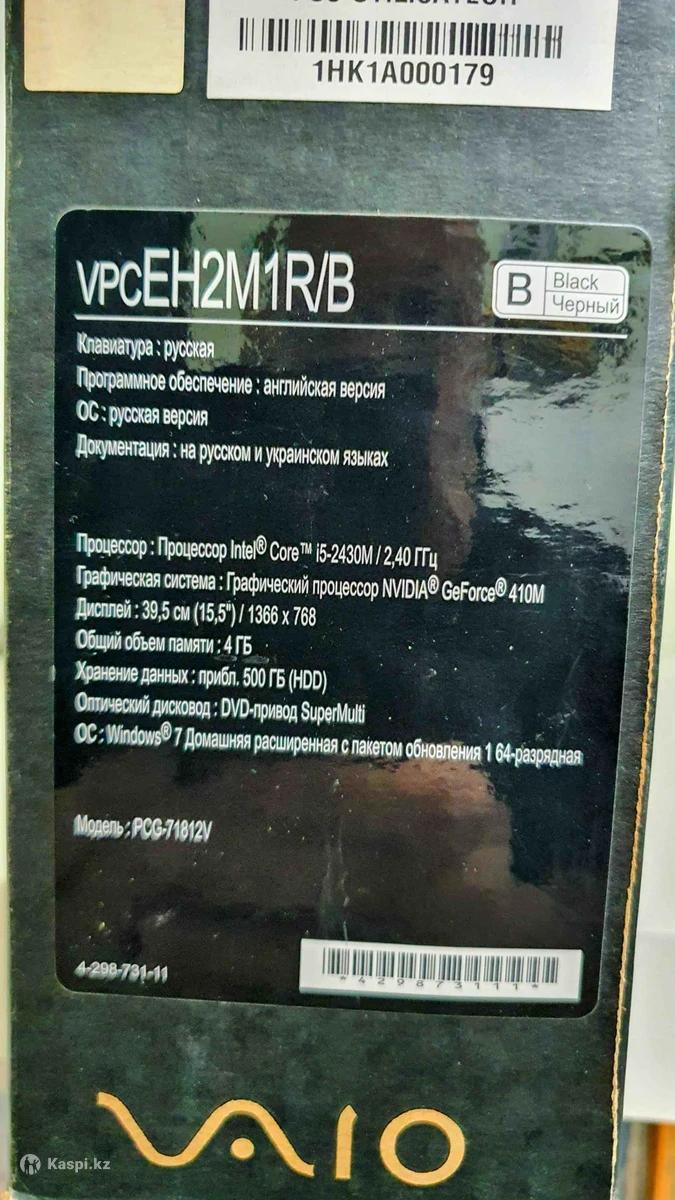 1HK1A000179
VPCEH2M1R/B
B Black
Черный
Клавиатура : русская
Программное обеспечение : английская версия
ОС : русская версия
Документация : на русском и украинском языках
Процессор : Процессор Intel® Core™ i5-2430M / 2,40 ГГц
Графическая система : Графический процессор NVIDIA® GeForce® 410M
Дисплей : 39,5 см (15,5") / 1366 x 768
Общий объем памяти : 4 ГБ
Хранение данных : прибл. 500 ГБ (HDD)
Оптический дисковод : DVD-привод SuperMulti
ОС : Windows® 7 Домашняя расширенная с пакетом обновления 1 64-разрядная
Модель : PCG-71812V
4-298-731-11
*429873111*
VAIO
Kaspi.kz